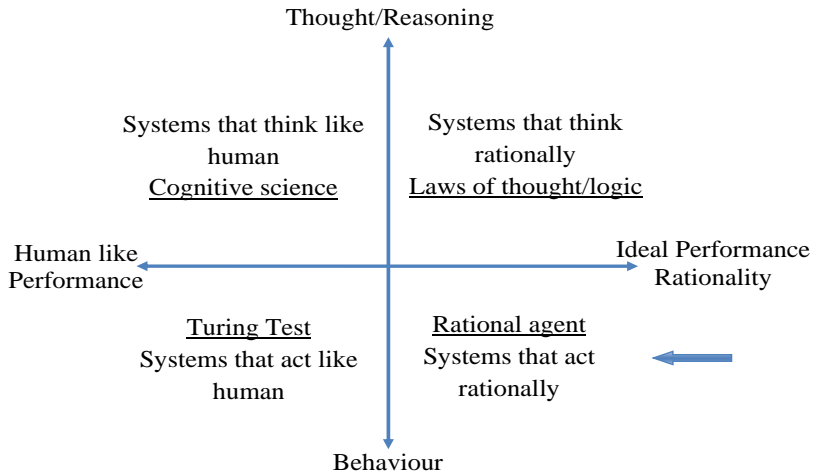 Thought/Reasoning
Systems that think like
human
Cognitive science
Systems that think
rationally
Laws of thought/logic
Human like
Performance
Ideal Performance
Rationality
Turing Test
Systems that act like
human
Rational agent
Systems that act
rationally
Behaviour